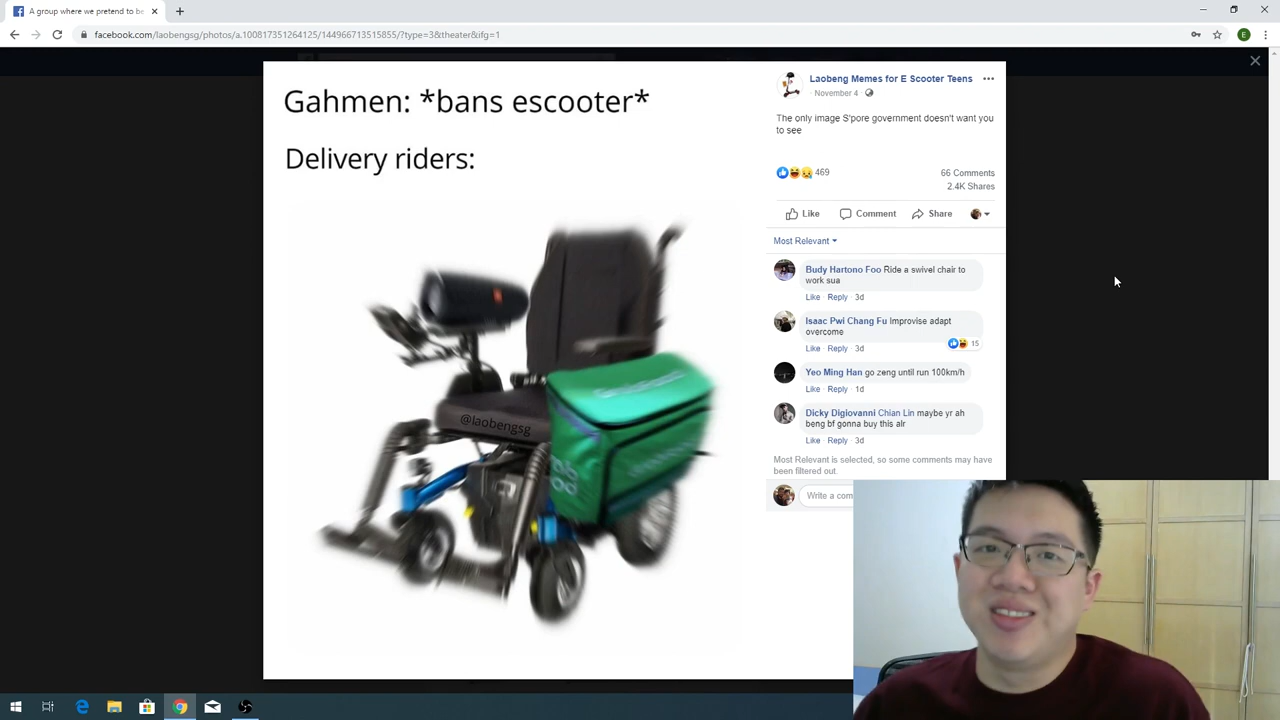 A group where we pretend to be
facebook.com/laobengsg/photos/a.100817351264125/144966713515855/?type=3&theater&ifg=1
E
Gahmen: *bans escooter*
Delivery riders:
@laobengsg
Laobeng Memes for E Scooter Teens
· November 4 ·
The only image S'pore government doesn't want you
to see
469
66 Comments
2.4K Shares
Like
Comment
Share
Most Relevant
Budy Hartono Foo Ride a swivel chair to
work sua
Like · Reply · 3d
Isaac Pwi Chang Fu Improvise adapt
overcome
15
Like · Reply · 3d
Yeo Ming Han go zeng until run 100km/h
Like · Reply · 1d
Dicky Digiovanni Chian Lin maybe yr ah
beng bf gonna buy this alr
Like · Reply · 3d
Most Relevant is selected, so some comments may have
been filtered out.
Write a com